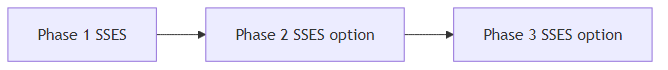 Phase 1 SSES
Phase 2 SSES option
Phase 3 SSES option